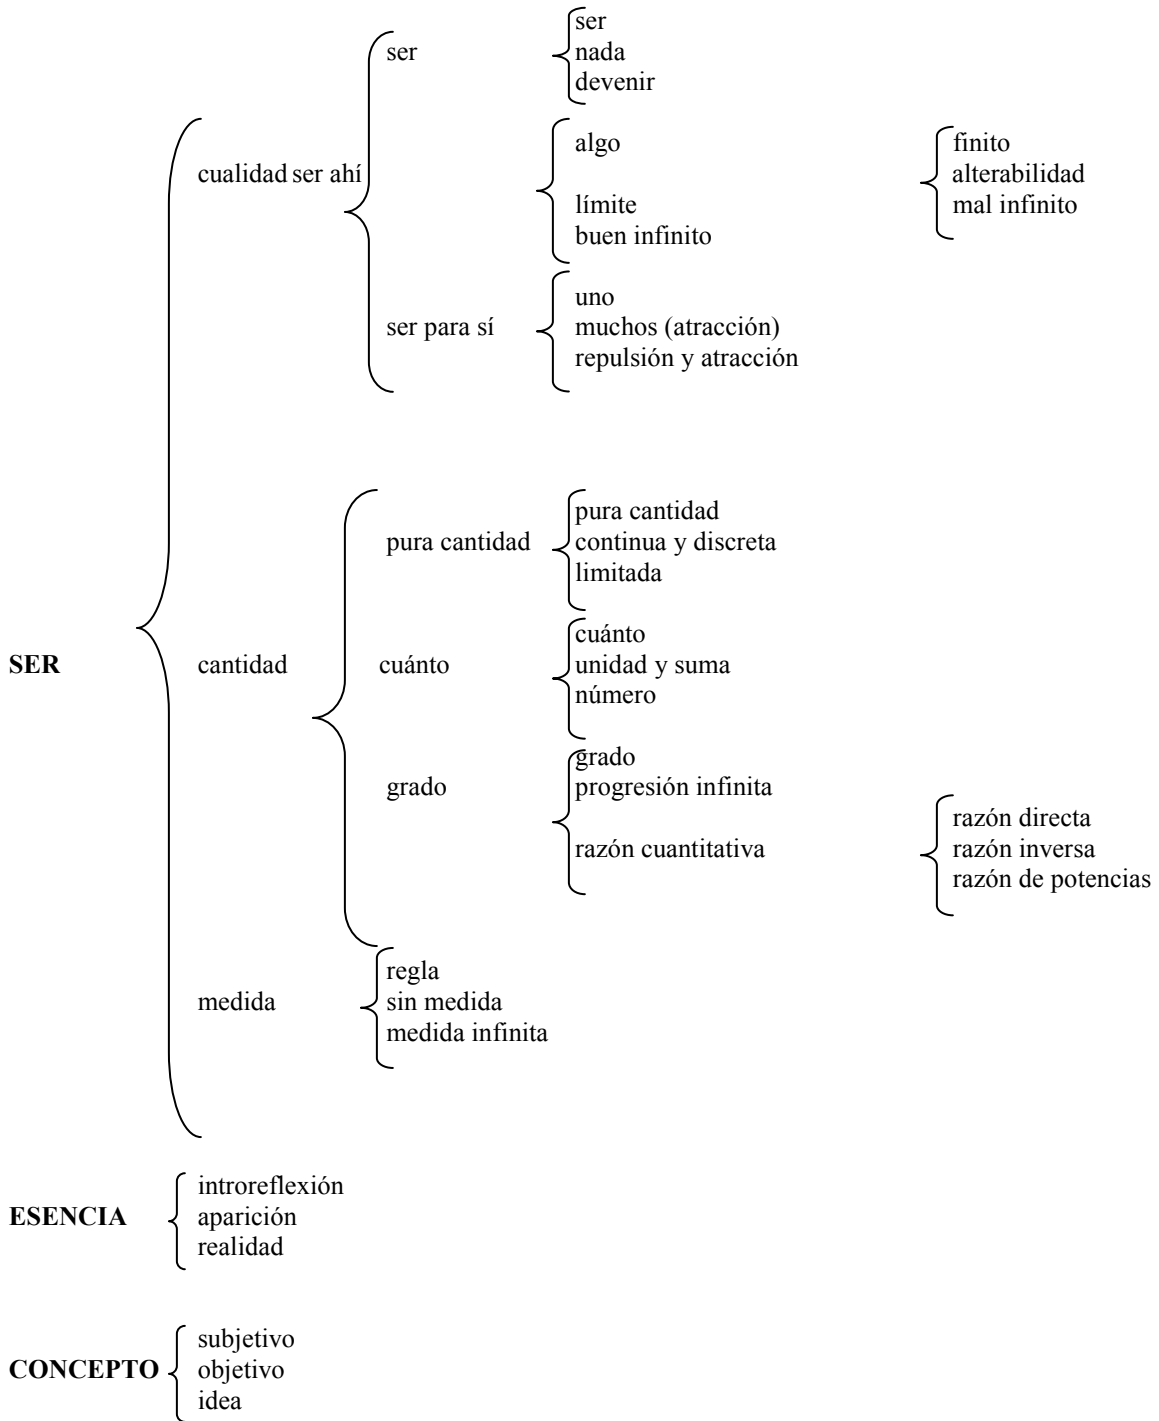 ser
ser
nada
devenir
cualidad ser ahí
algo
límite
buen infinito
finito
alterabilidad
mal infinito
ser para sí
uno
muchos (atracción)
repulsión y atracción
SER
cantidad
pura cantidad
pura cantidad
continua y discreta
limitada
cuánto
cuánto
unidad y suma
número
grado
grado
progresión infinita
razón cuantitativa
razón directa
razón inversa
razón de potencias
medida
regla
sin medida
medida infinita
ESENCIA
introreflexión
aparición
realidad
CONCEPTO
subjetivo
objetivo
idea